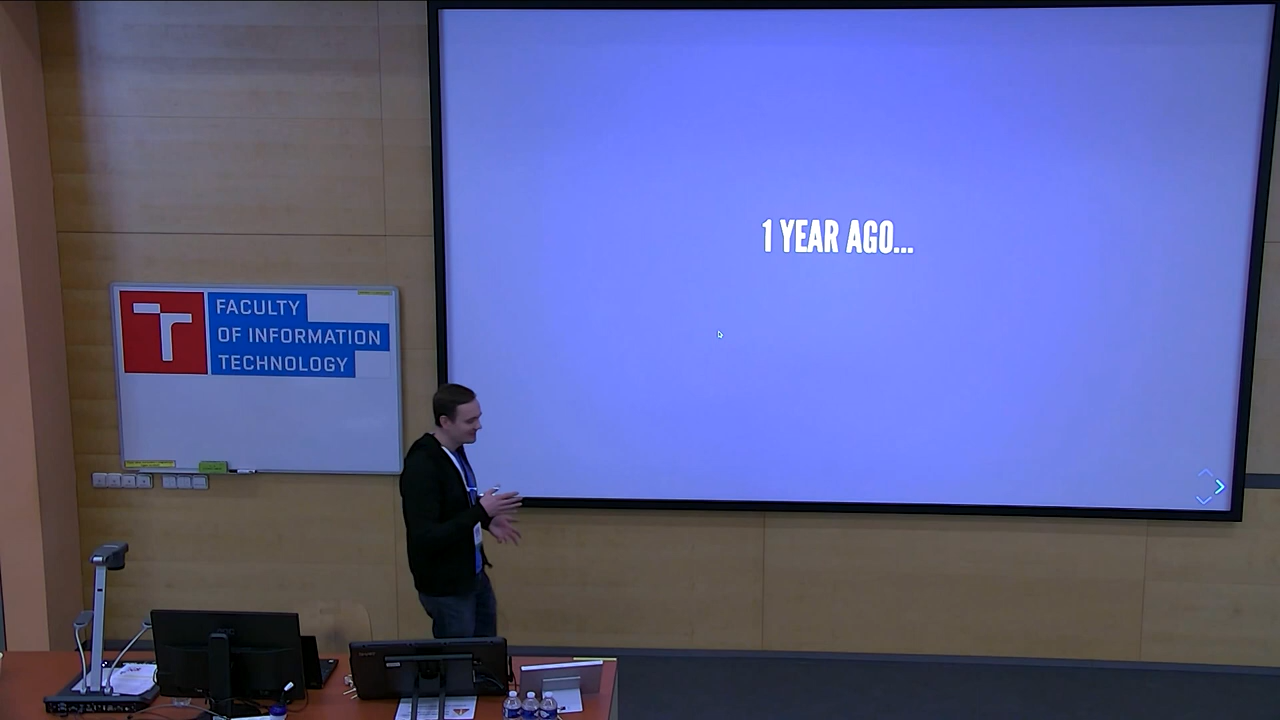 1 YEAR AGO...
FACULTY
OF INFORMATION
TECHNOLOGY